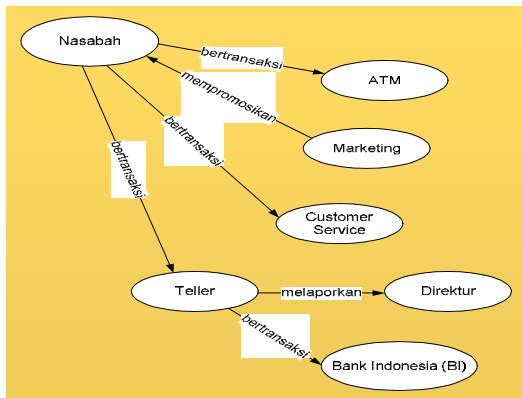 Nasabah
bertransaksi
ATM
mempromosikan
Marketing
bertransaksi
bertransaksi
Customer
Service
Teller
melaporkan
Direktur
bertransaksi
Bank Indonesia (BI)